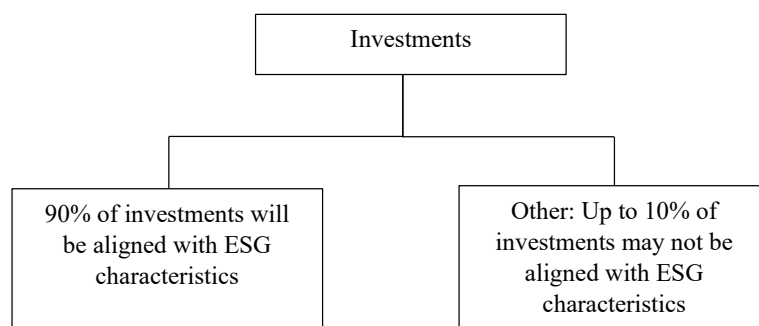 Investments
90% of investments will
be aligned with ESG
characteristics
Other: Up to 10% of
investments may not be
aligned with ESG
characteristics